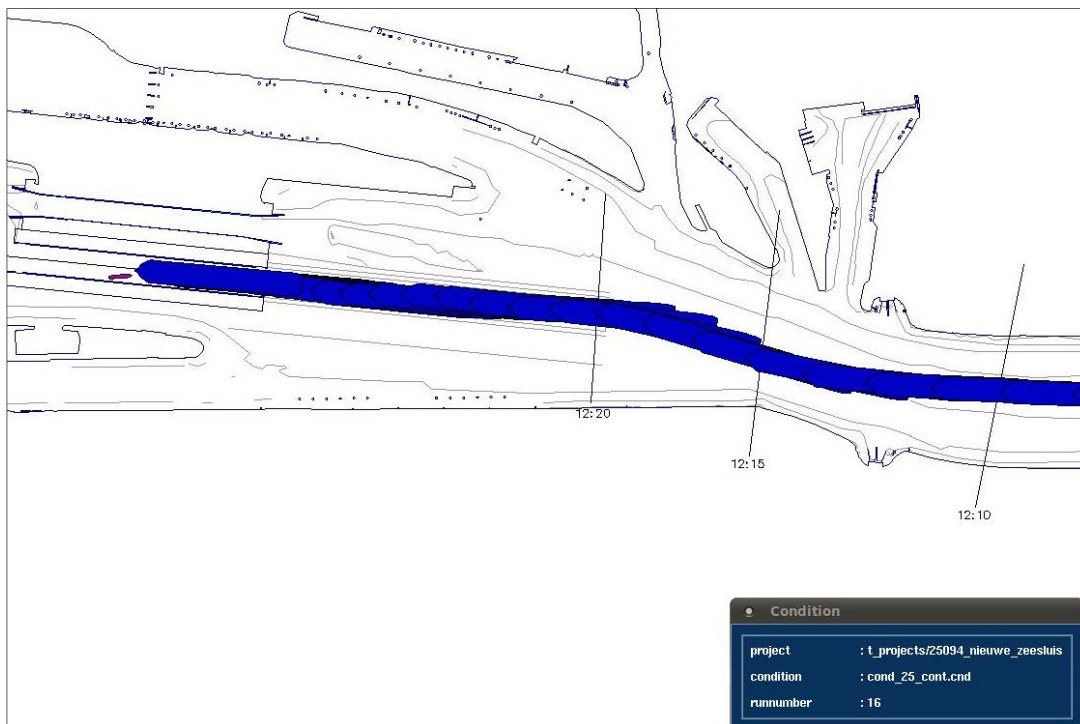 12:20
12:15
12:10
Condition
project : t_projects/25094_nieuwe_zeesluis
condition : cond_25_cont.cnd
runnumber : 16